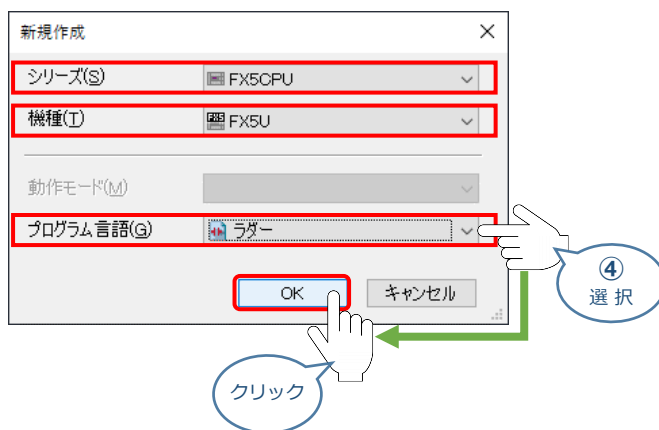 新規作成
シリーズ(S) FX5CPU
機種(T) FX5U
動作モード(M)
プログラム言語(G) ラダー
OK キャンセル
④
選 択
クリック